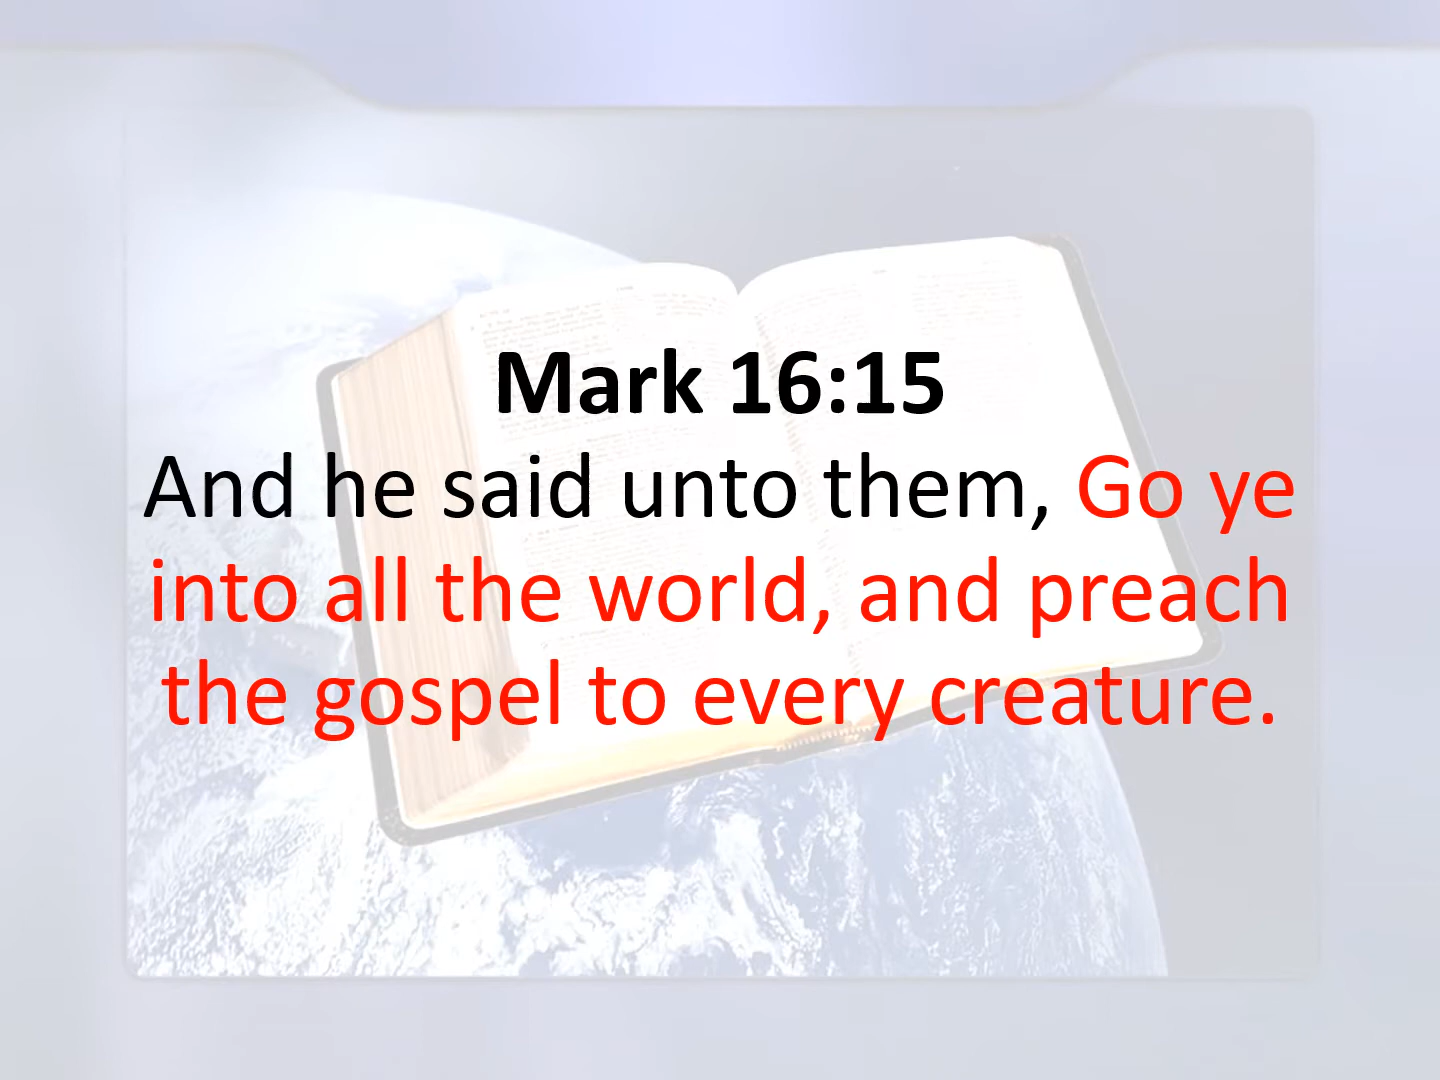 Mark 16:15
And he said unto them, Go ye
into all the world, and preach
the gospel to every creature.